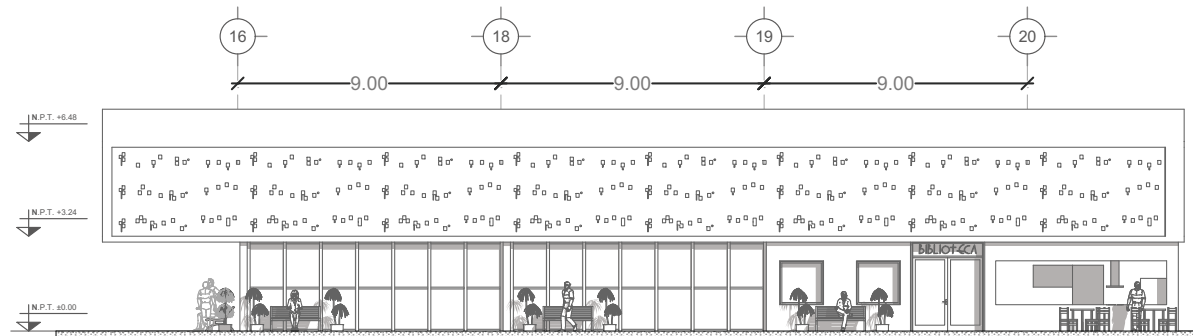 16 18 19 20
9.00 9.00 9.00
N.P.T. +6.48
N.P.T. +3.24
BIBLIOTECA
N.P.T. ±0.00